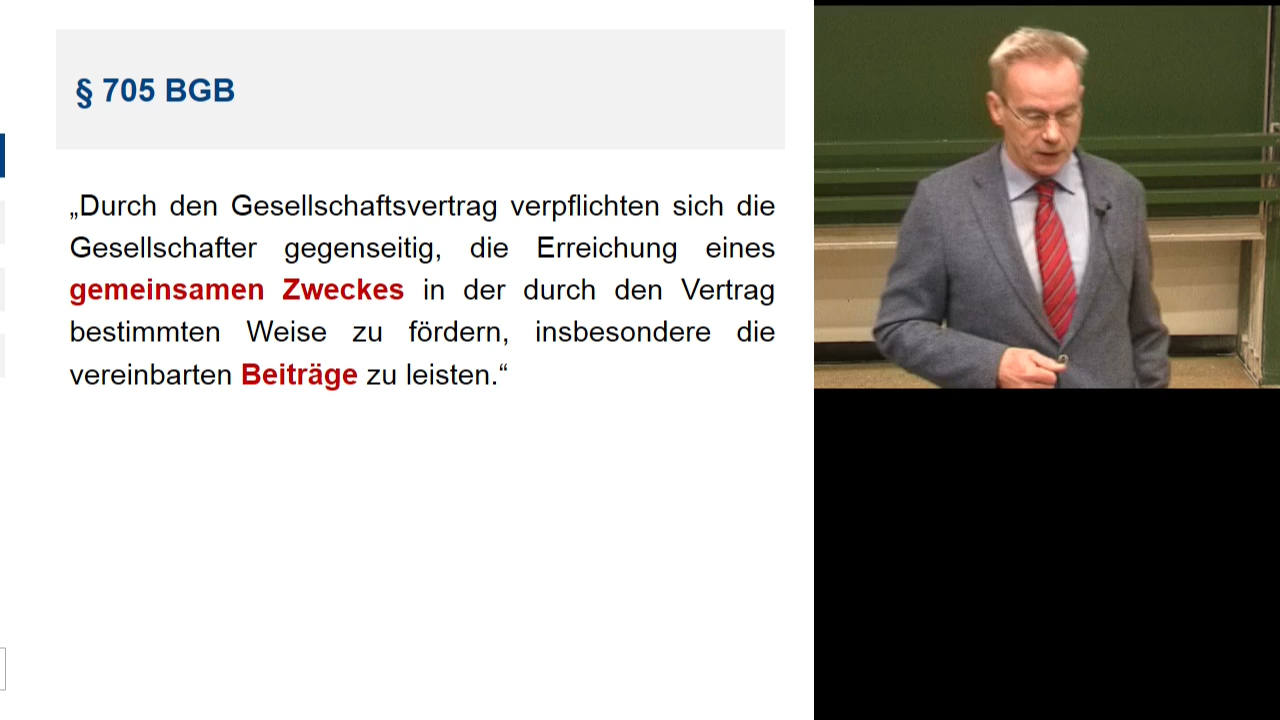 § 705 BGB
„Durch den Gesellschaftsvertrag verpflichten sich die
Gesellschafter gegenseitig, die Erreichung eines
gemeinsamen Zweckes in der durch den Vertrag
bestimmten Weise zu fördern, insbesondere die
vereinbarten Beiträge zu leisten.“